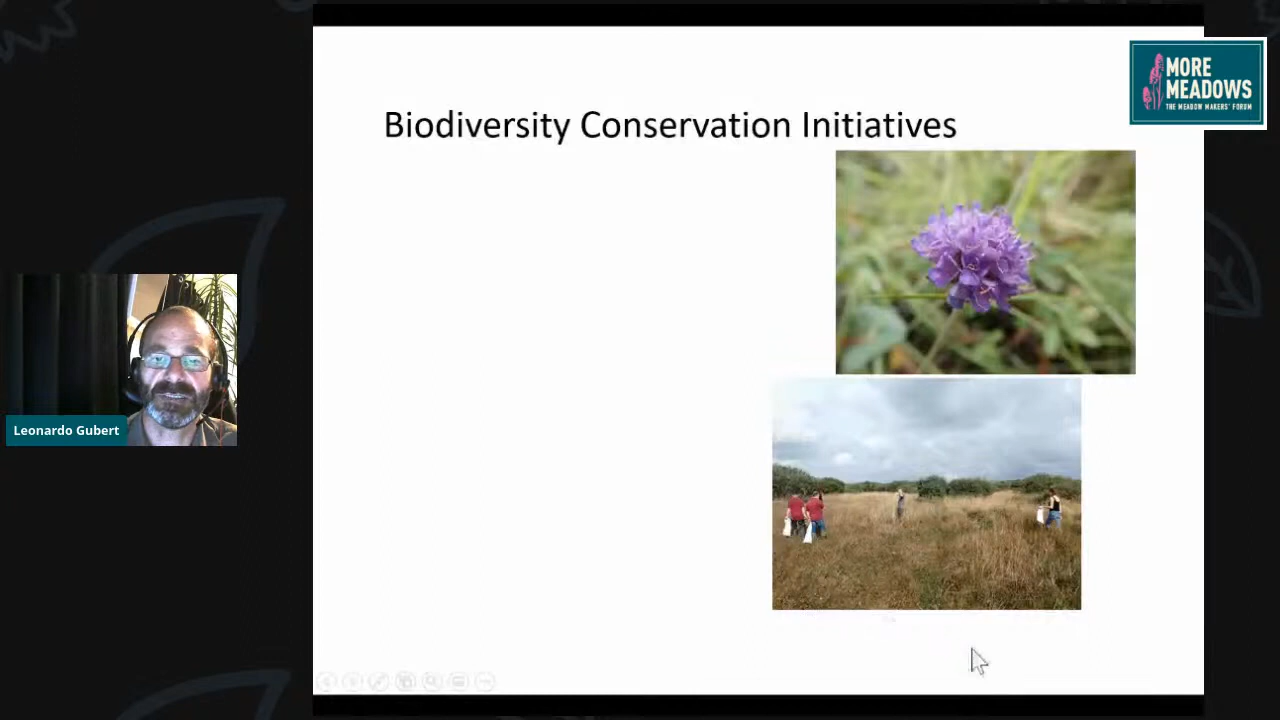 Biodiversity Conservation Initiatives
MORE
MEADOWS
THE MEADOW MAKERS' FORUM
Leonardo Gubert